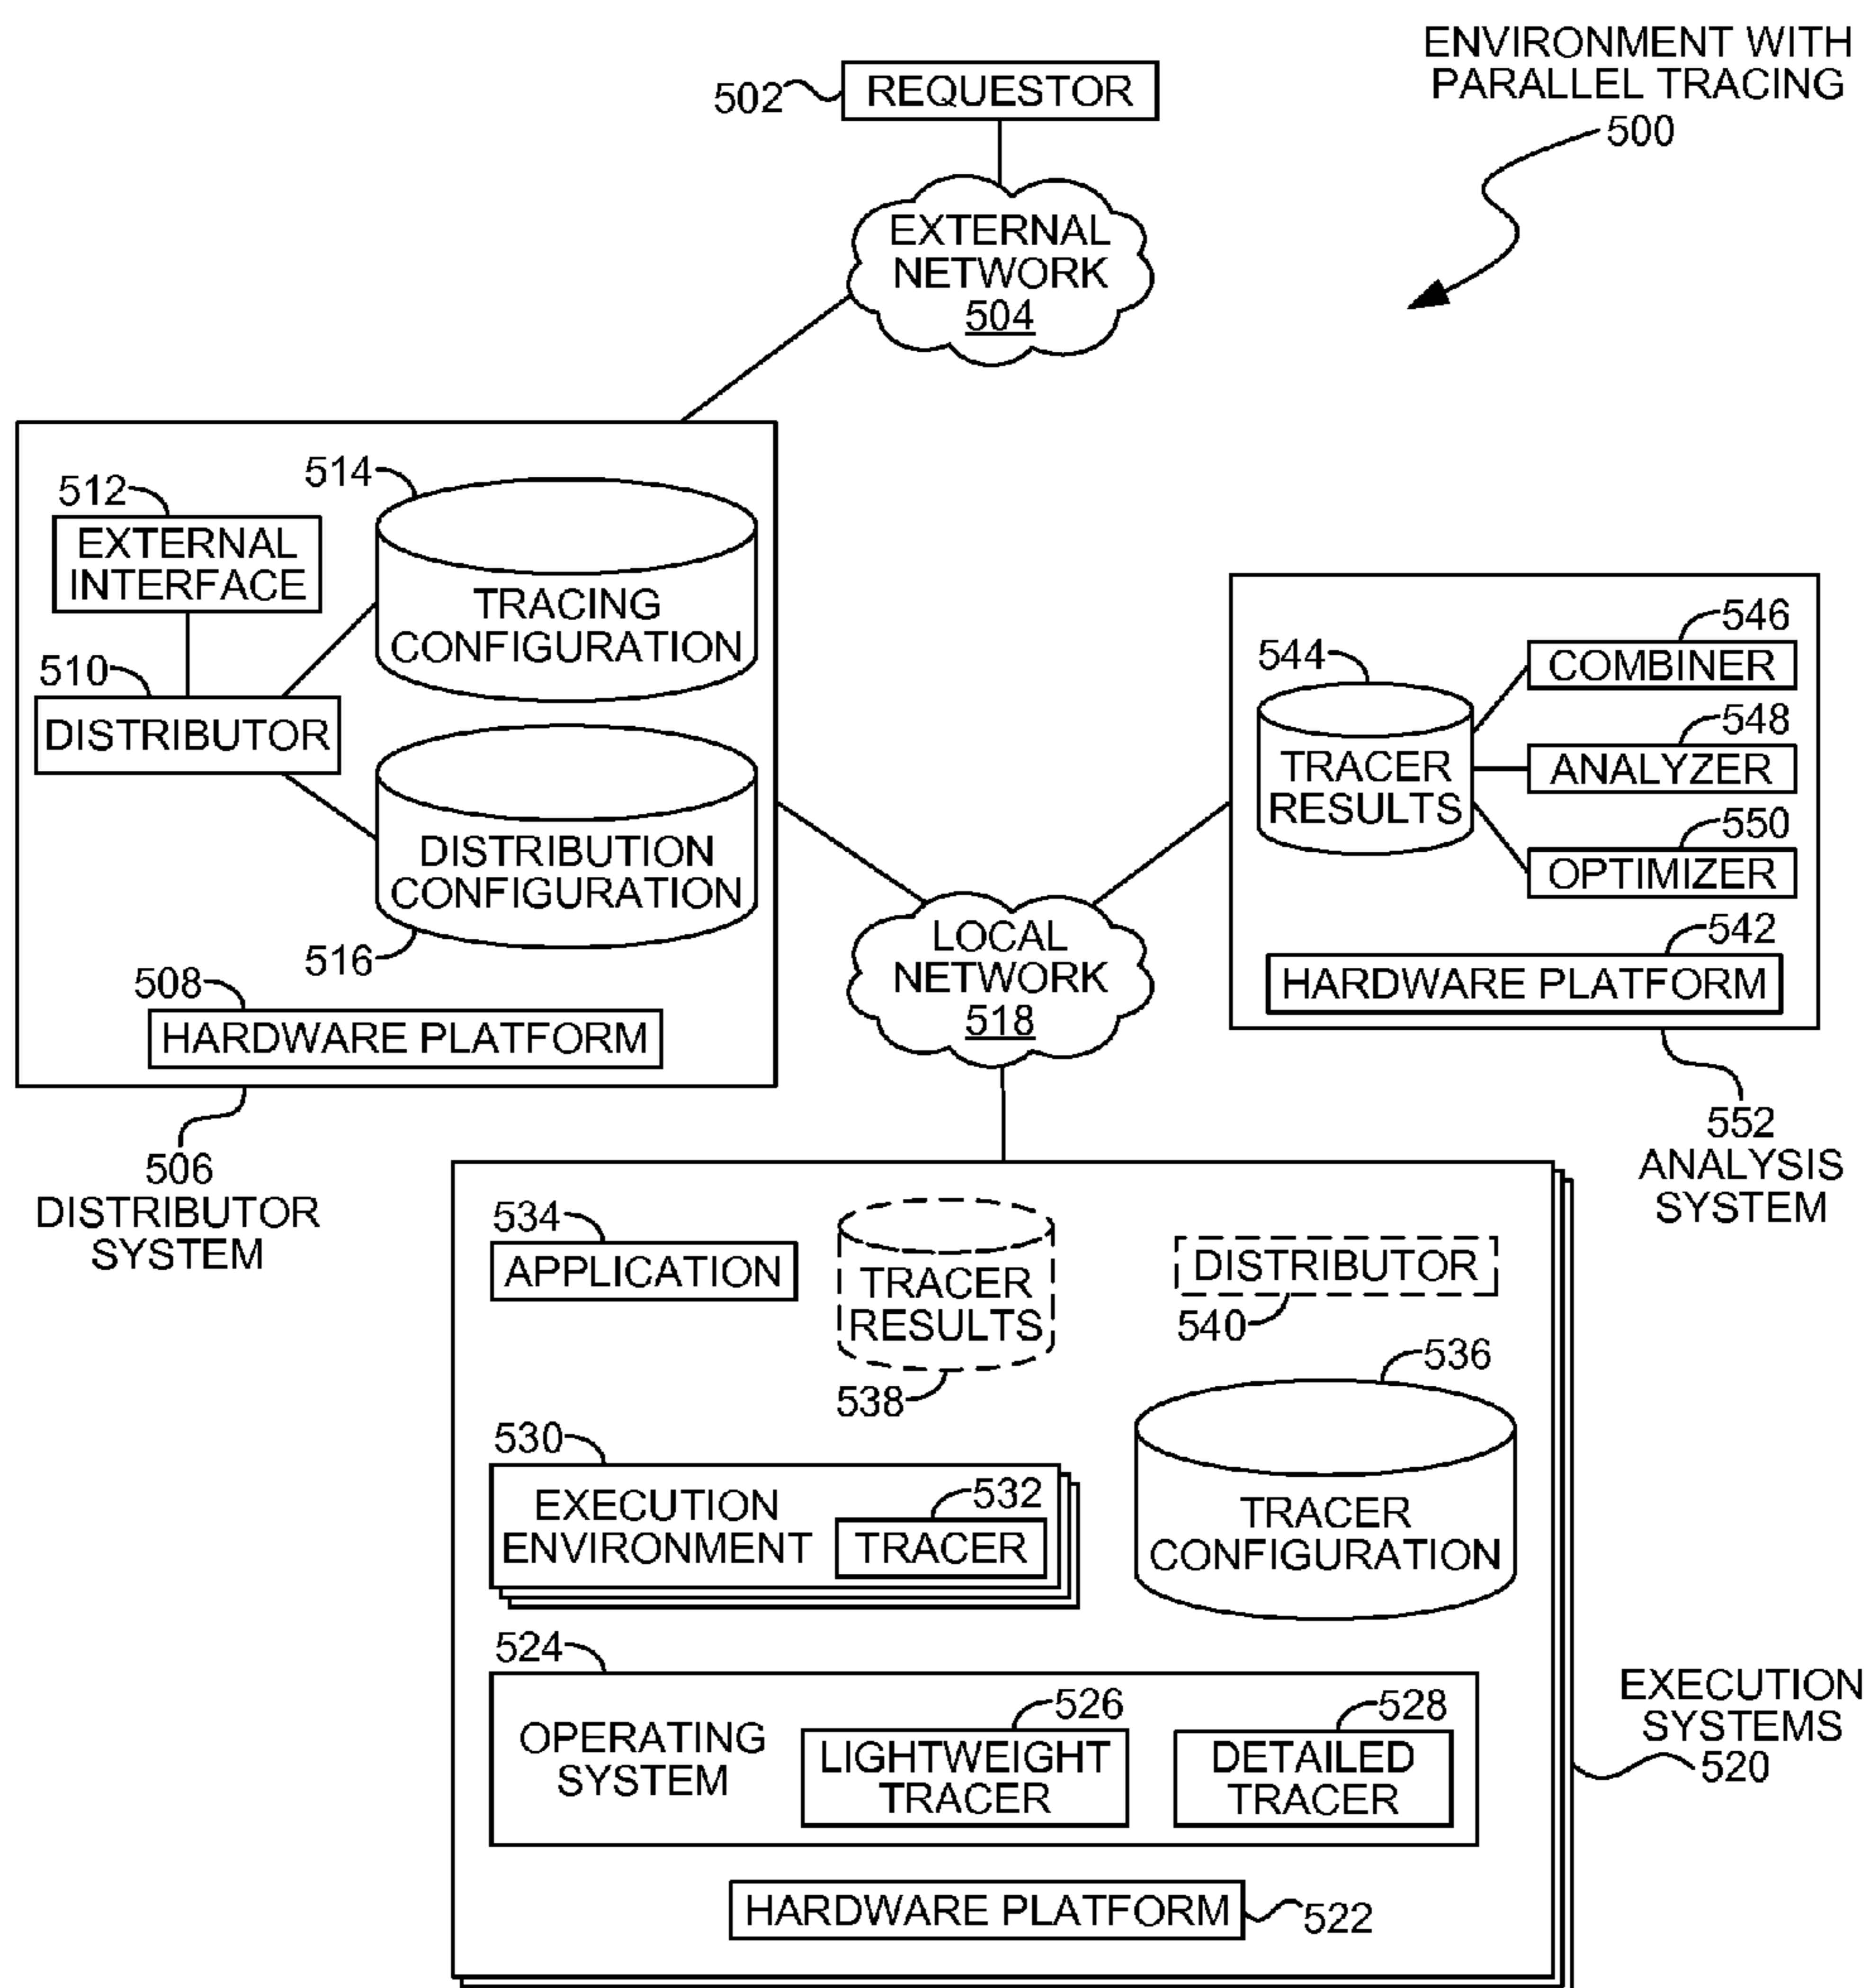 ENVIRONMENT WITH
PARALLEL TRACING
500
502
REQUESTOR
EXTERNAL
NETWORK
504
512
EXTERNAL
INTERFACE
514
TRACING
CONFIGURATION
510
DISTRIBUTOR
DISTRIBUTION
CONFIGURATION
516
508
HARDWARE PLATFORM
506
DISTRIBUTOR
SYSTEM
LOCAL
NETWORK
518
544
TRACER
RESULTS
546
COMBINER
548
ANALYZER
550
OPTIMIZER
542
HARDWARE PLATFORM
552
ANALYSIS
SYSTEM
534
APPLICATION
TRACER
RESULTS
538
DISTRIBUTOR
540
536
TRACER
CONFIGURATION
530
EXECUTION
ENVIRONMENT
532
TRACER
524
OPERATING
SYSTEM
526
LIGHTWEIGHT
TRACER
528
DETAILED
TRACER
HARDWARE PLATFORM
522
EXECUTION
SYSTEMS
520